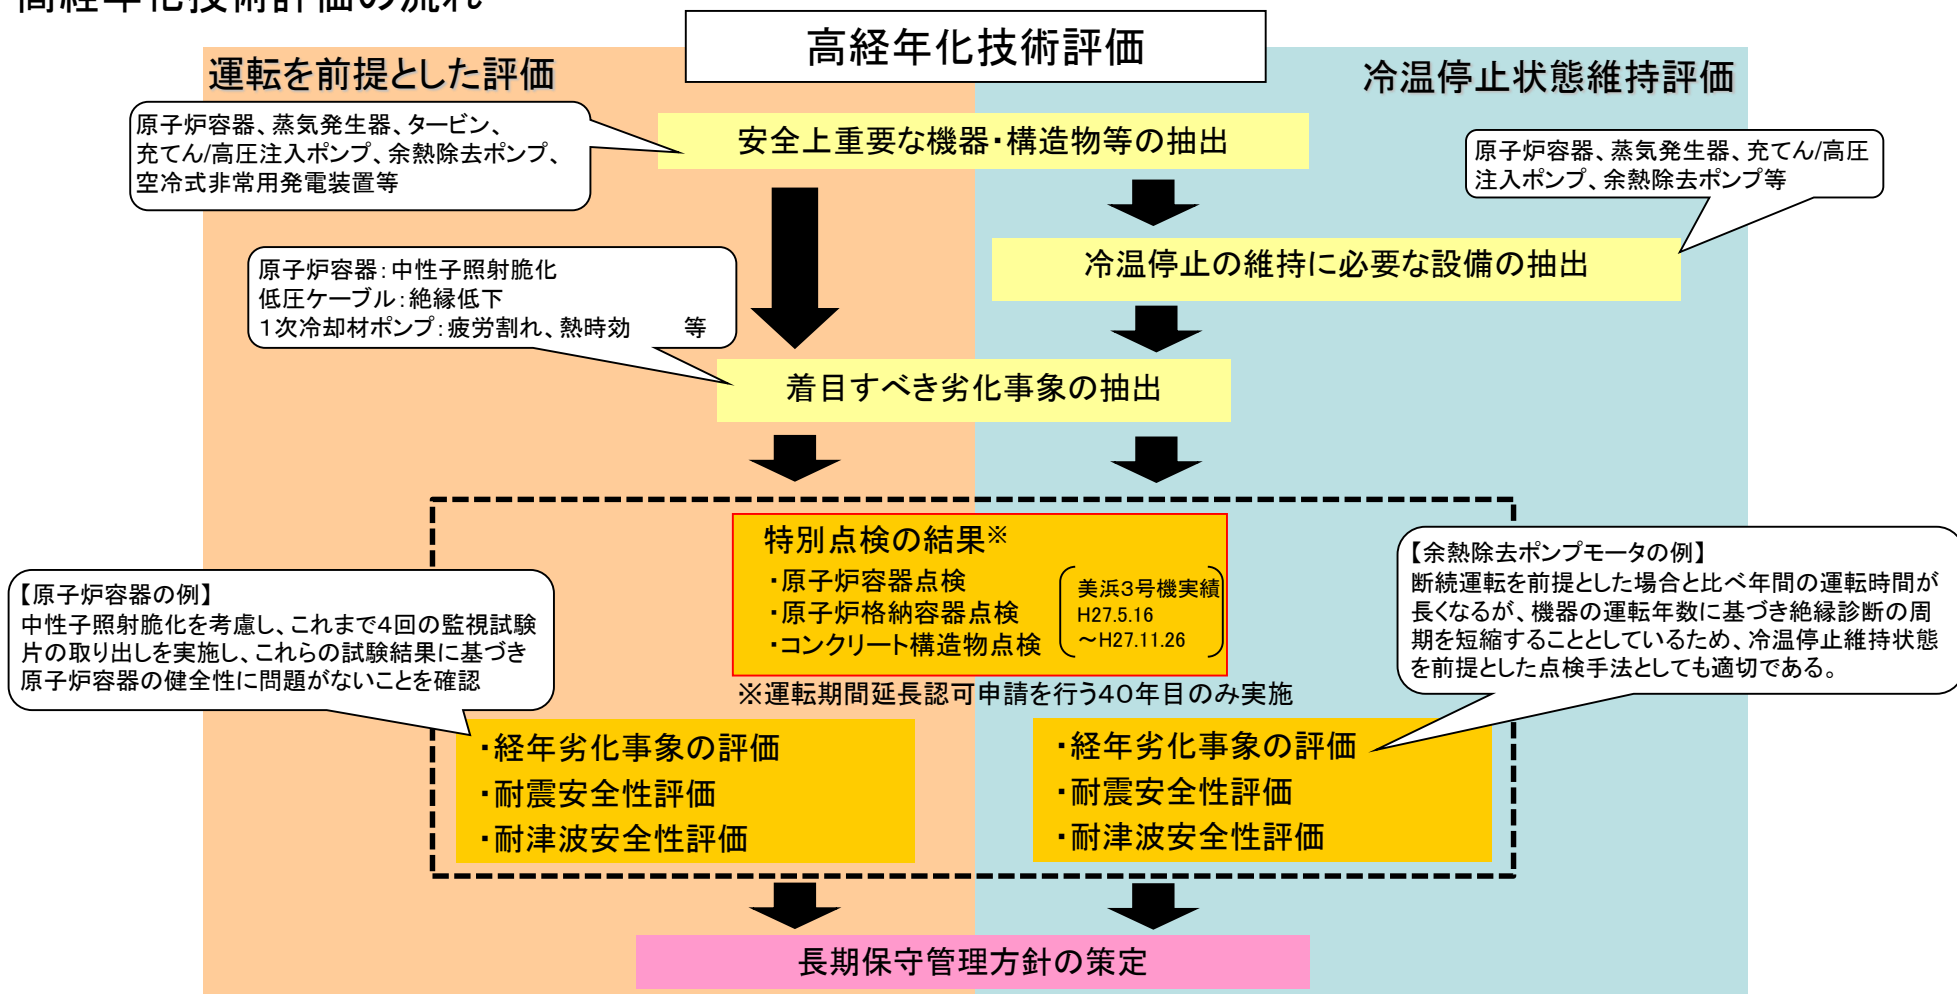 高経年化技術評価の流れ
高経年化技術評価
運転を前提とした評価
冷温停止状態維持評価
原子炉容器、蒸気発生器、タービン、
充てん/高圧注入ポンプ、余熱除去ポンプ、
空冷式非常用発電装置等
安全上重要な機器・構造物等の抽出
原子炉容器、蒸気発生器、充てん/高圧
注入ポンプ、余熱除去ポンプ等
冷温停止の維持に必要な設備の抽出
原子炉容器：中性子照射脆化
低圧ケーブル：絶縁低下
１次冷却材ポンプ：疲労割れ、熱時効　　等
着目すべき劣化事象の抽出
特別点検の結果※
・原子炉容器点検
・原子炉格納容器点検
・コンクリート構造物点検
美浜３号機実績
H27.5.16
～H27.11.26
※運転期間延長認可申請を行う４０年目のみ実施
【原子炉容器の例】
中性子照射脆化を考慮し、これまで４回の監視試験
片の取り出しを実施し、これらの試験結果に基づき
原子炉容器の健全性に問題がないことを確認
【余熱除去ポンプモータの例】
断続運転を前提とした場合と比べ年間の運転時間が
長くなるが、機器の運転年数に基づき絶縁診断の周
期を短縮することとしているため、冷温停止維持状態
を前提とした点検手法としても適切である。
・経年劣化事象の評価
・耐震安全性評価
・耐津波安全性評価
・経年劣化事象の評価
・耐震安全性評価
・耐津波安全性評価
長期保守管理方針の策定